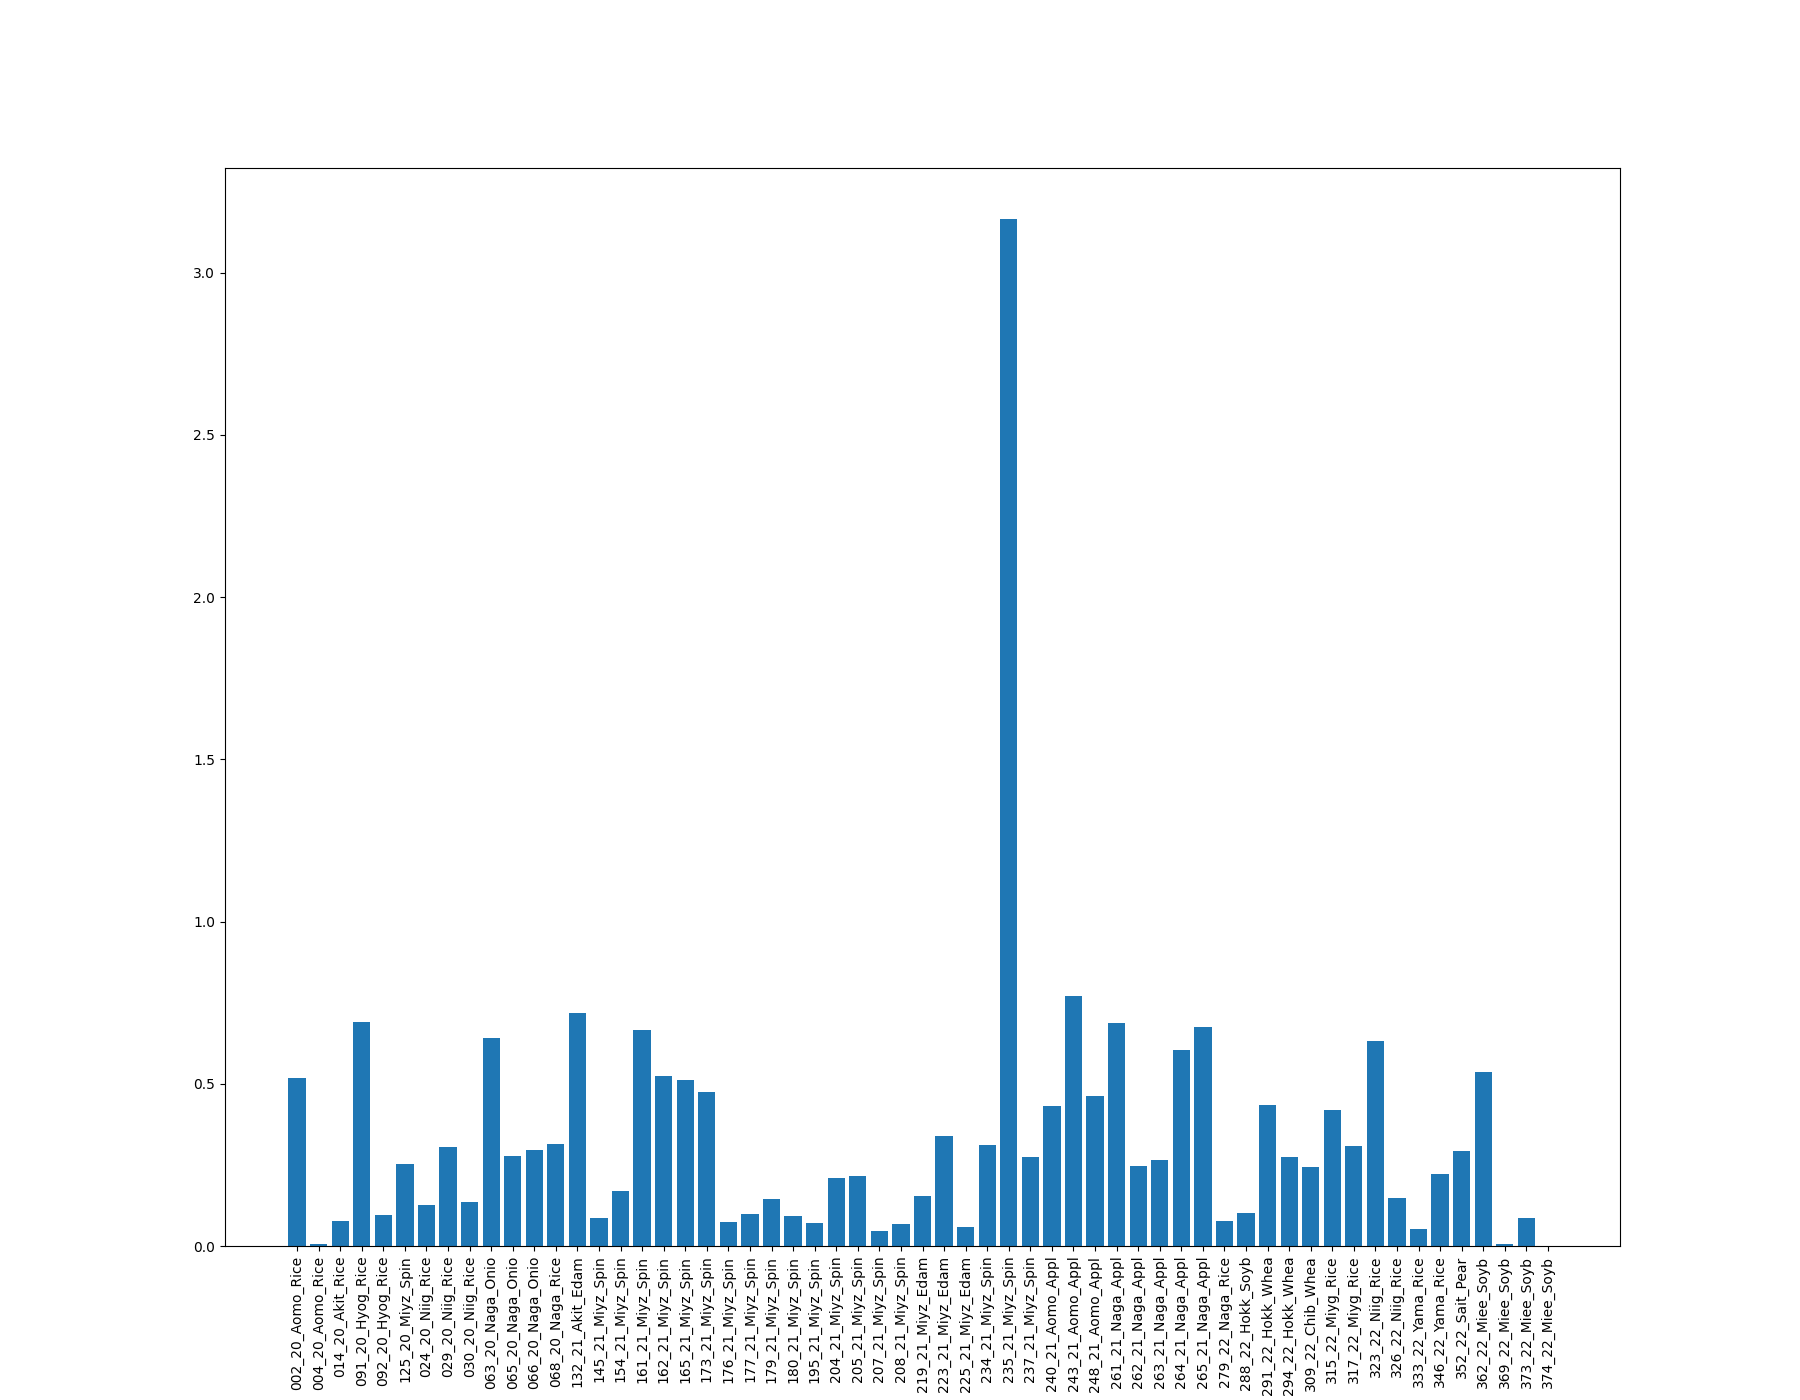 3.0
2.5
2.0
1.5
1.0
0.5
0.0
002_20_Aomo_Rice
004_20_Aomo_Rice
014_20_Akit_Rice
091_20_Hyog_Rice
092_20_Hyog_Rice
125_20_Miyz_Spin
024_20_Niig_Rice
029_20_Niig_Rice
030_20_Niig_Rice
063_20_Naga_Onio
065_20_Naga_Onio
066_20_Naga_Onio
068_20_Naga_Rice
132_21_Akit_Edam
145_21_Miyz_Spin
154_21_Miyz_Spin
161_21_Miyz_Spin
162_21_Miyz_Spin
165_21_Miyz_Spin
173_21_Miyz_Spin
176_21_Miyz_Spin
177_21_Miyz_Spin
179_21_Miyz_Spin
180_21_Miyz_Spin
195_21_Miyz_Spin
204_21_Miyz_Spin
205_21_Miyz_Spin
207_21_Miyz_Spin
208_21_Miyz_Spin
219_21_Miyz_Edam
223_21_Miyz_Edam
225_21_Miyz_Edam
234_21_Miyz_Spin
235_21_Miyz_Spin
237_21_Miyz_Spin
240_21_Aomo_Appl
243_21_Aomo_Appl
248_21_Aomo_Appl
261_21_Naga_Appl
262_21_Naga_Appl
263_21_Naga_Appl
264_21_Naga_Appl
265_21_Naga_Appl
279_22_Naga_Rice
288_22_Hokk_Soyb
291_22_Hokk_Whea
294_22_Hokk_Whea
309_22_Chib_Whea
315_22_Miyg_Rice
317_22_Miyg_Rice
323_22_Niig_Rice
326_22_Niig_Rice
333_22_Yama_Rice
346_22_Yama_Rice
352_22_Sait_Pear
362_22_Miee_Soyb
369_22_Miee_Soyb
373_22_Miee_Soyb
374_22_Miee_Soyb